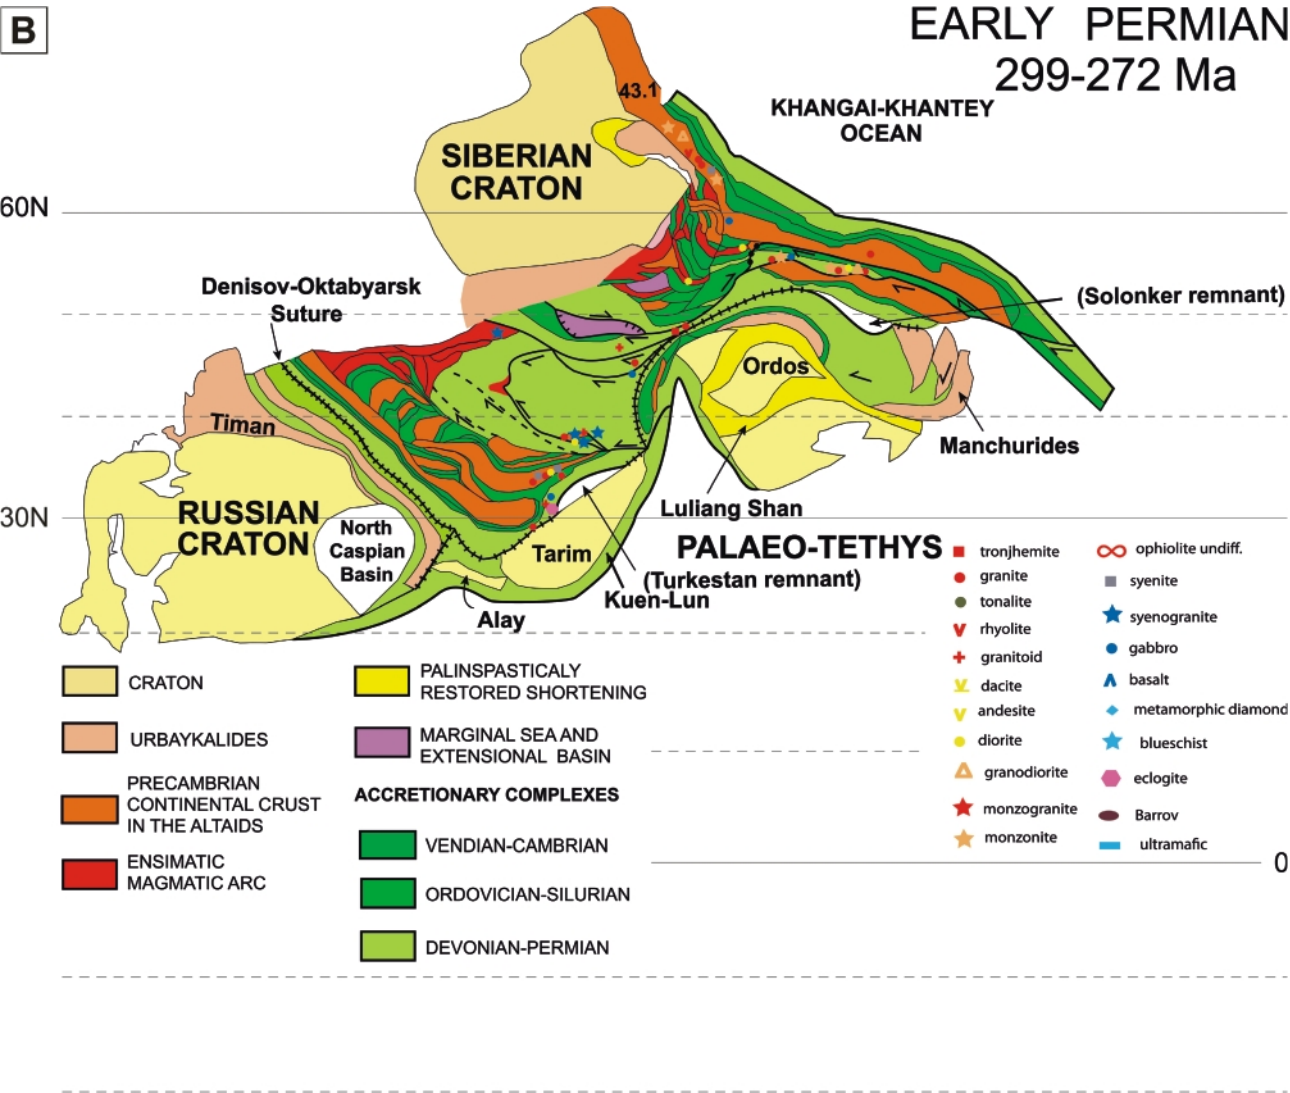 B
EARLY PERMIAN
299-272 Ma
43.1
KHANGAI-KHANTEY
OCEAN
SIBERIAN
CRATON
60N
Denisov-Oktabyarsk
Suture
(Solonker remnant)
Ordos
Timan
Manchurides
Luliang Shan
RUSSIAN
CRATON
30N
North
Caspian
Basin
Tarim
PALAEO-TETHYS
(Turkestan remnant)
Kuen-Lun
Alay
CRATON
URBAYKALIDES
PRECAMBRIAN
CONTINENTAL CRUST
IN THE ALTAIDS
ENSIMATIC
MAGMATIC ARC
PALINSPASTICALY
RESTORED SHORTENING
MARGINAL SEA AND
EXTENSIONAL BASIN
ACCRETIONARY COMPLEXES
VENDIAN-CAMBRIAN
ORDOVICIAN-SILURIAN
DEVONIAN-PERMIAN
tronjhemite
granite
tonalite
rhyolite
granitoid
dacite
andesite
diorite
granodiorite
monzogranite
monzonite
ophiolite undiff.
syenite
syenogranite
gabbro
basalt
metamorphic diamond
blueschist
eclogite
Barrov
ultramafic
0